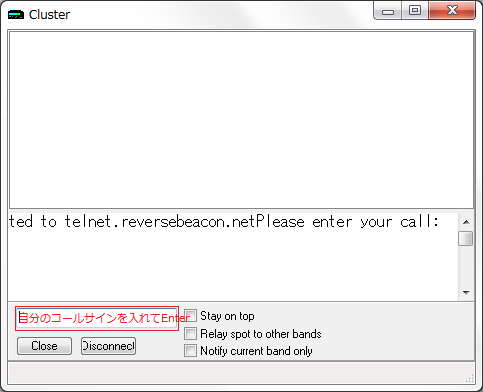 Cluster
ted to telnet.reversebeacon.netPlease enter your call:
自分のコールサインを入れてEnter
Stay on top
Relay spot to other bands
Close
Disconnect
Notify current band only